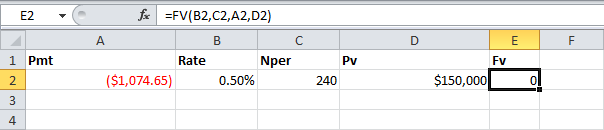 E2 fx =FV(B2,C2,A2,D2)
A B C D E F
1 Pmt Rate Nper Pv Fv
2 ($1,074.65) 0.50% 240 $150,000 0
3
4